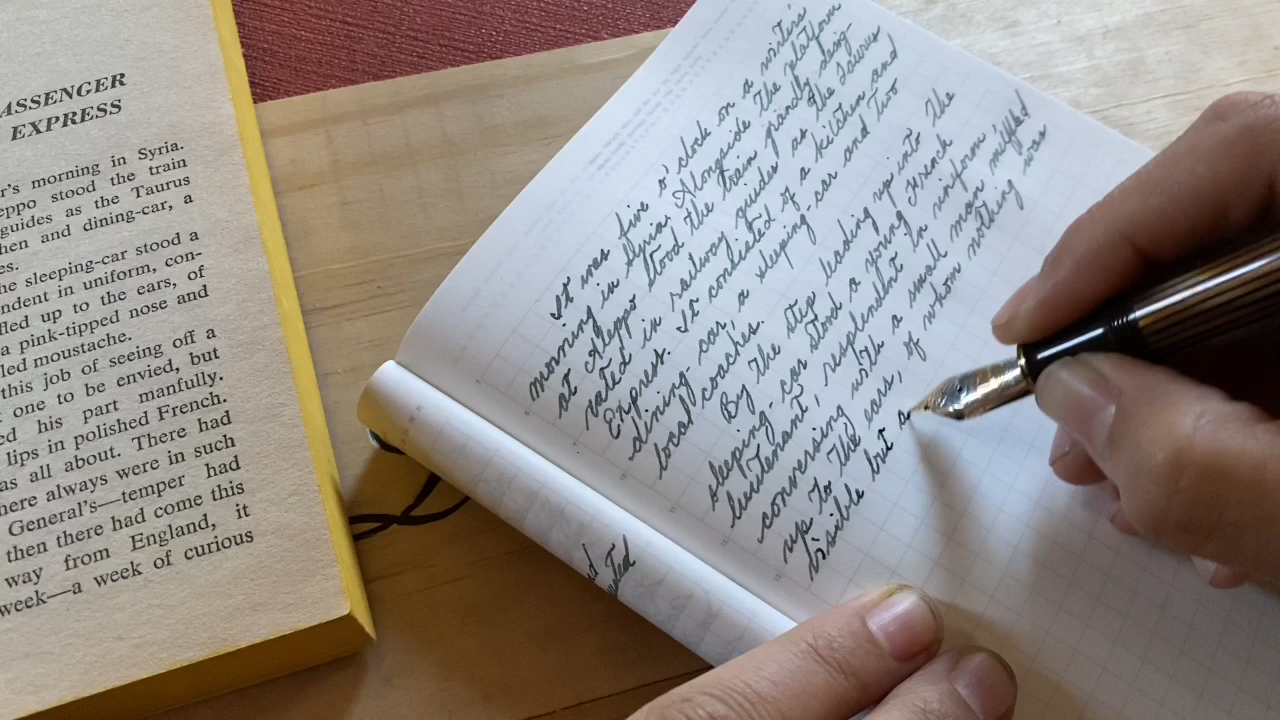 ASSENGER
EXPRESS
r's morning in Syria.
eppo stood the train
guides as the Taurus
hen and dining-car, a
es.
he sleeping-car stood a
ndent in uniform, con-
ffled up to the ears, of
a pink-tipped nose and
led moustache.
this job of seeing off a
one to be envied, but
ed his part manfully.
lips in polished French.
as all about. There had
here always were in such
General's—temper had
then there had come this
way from England, it
week—a week of curious
It was five o'clock on a winter's
morning in Syria. Alongside the platform
at Aleppo stood the train grandly desig-
nated in railway guides as the Taurus
Express. It consisted of a kitchen and
dining-car, a sleeping-car and two
local coaches.
By the step leading up into the
sleeping-car stood a young French
lieutenant, resplendent in uniform,
conversing with a small man muffled
up to the ears, of whom nothing was
visible but a